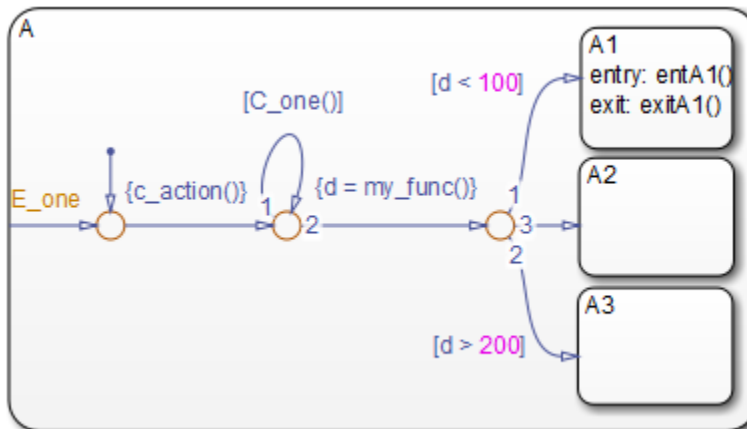 A
A1
entry: entA1()
exit: exitA1()
[d < 100]
[C_one()]
E_one
{c_action()}
{d = my_func()}
1
1
2
3
2
A2
A3
[d > 200]